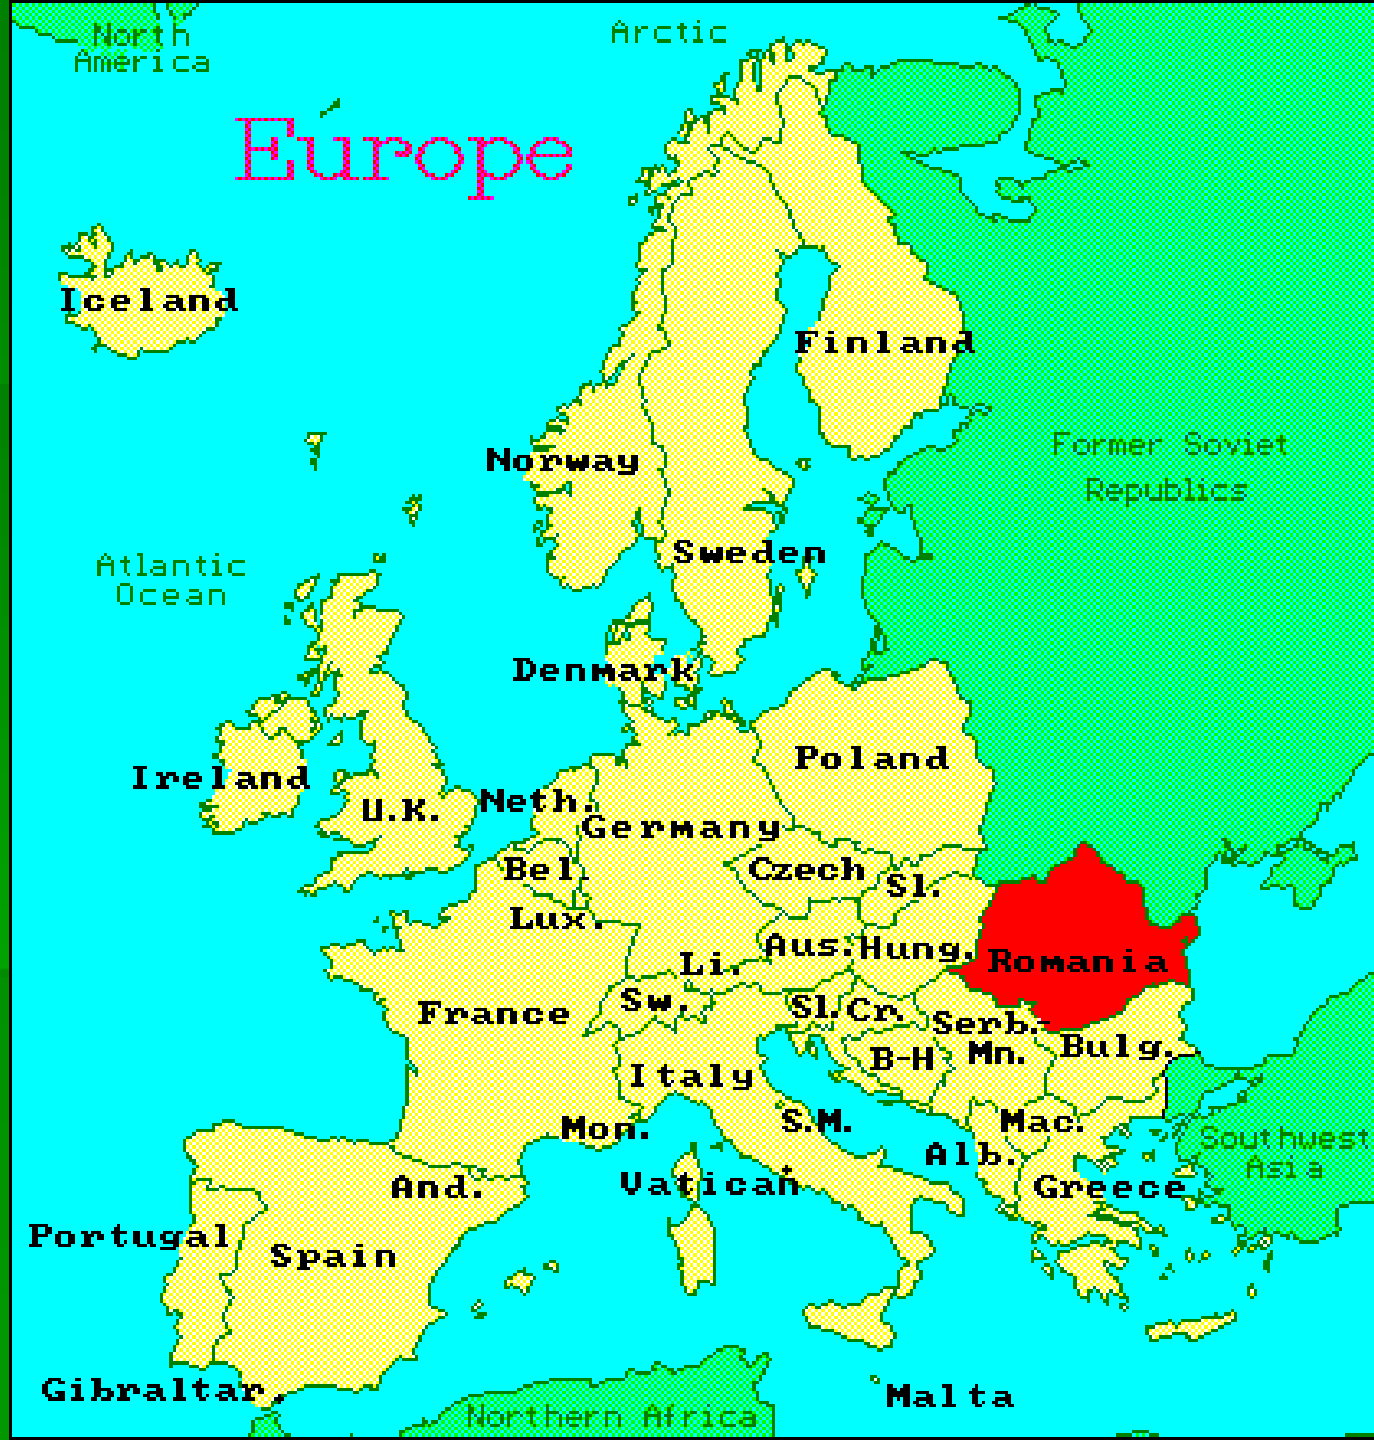 North
America
Arctic
Europe
Iceland
Finland
Former Soviet
Republics
Norway
Sweden
Atlantic
Ocean
Denmark
Poland
Ireland
U.K.
Neth.
Germany
Bel.
Czech
Sl.
Lux.
Aus.
Hung.
Li.
Romania
Sw.
Sl.
Cr.
France
Serb.-
Mn.
B-H
Bulg.
Italy
Mon.
S.M.
Mac.
Southwest
Asia
Alb.
Vatican
And.
Greece
Portugal
Spain
Gibraltar
Malta
Northern Africa